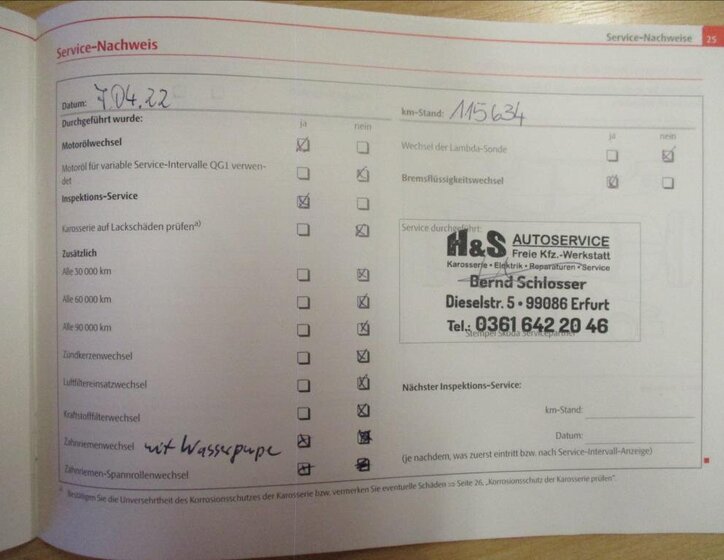 Service-Nachweise 25
Service-Nachweis
Datum: 7.04.22
km-Stand: 115634
Durchgeführt wurde:
ja nein
Motorölwechsel
Motoröl für variable Service-Intervalle QG1 verwen-
det
Inspektions-Service
Karosserie auf Lackschäden prüfen a)
Zusätzlich
Alle 30 000 km
Alle 60 000 km
Alle 90 000 km
Zündkerzenwechsel
Luftfiltereinsatzwechsel
Kraftstofffilterwechsel
Zahnriemenwechsel mit Wasserpupe
Zahnriemen-Spannrollenwechsel
ja nein
Wechsel der Lambda-Sonde
Bremsflüssigkeitswechsel
Service durchgeführt:
H&S AUTOSERVICE
Freie Kfz.-Werkstatt
Karosserie • Elektrik • Reparaturen • Service
Bernd Schlosser
Dieselstr. 5 • 99086 Erfurt
Tel.: 0361 642 20 46
Stempel Škoda Servicepartner
Nächster Inspektions-Service:
km-Stand:
Datum:
(je nachdem, was zuerst eintritt bzw. nach Service-Intervall-Anzeige)
a) Bestätigen Sie die Unversehrtheit des Korrosionsschutzes der Karosserie bzw. vermerken Sie eventuelle Schäden >> Seite 26, „Korrosionsschutz der Karosserie prüfen“.